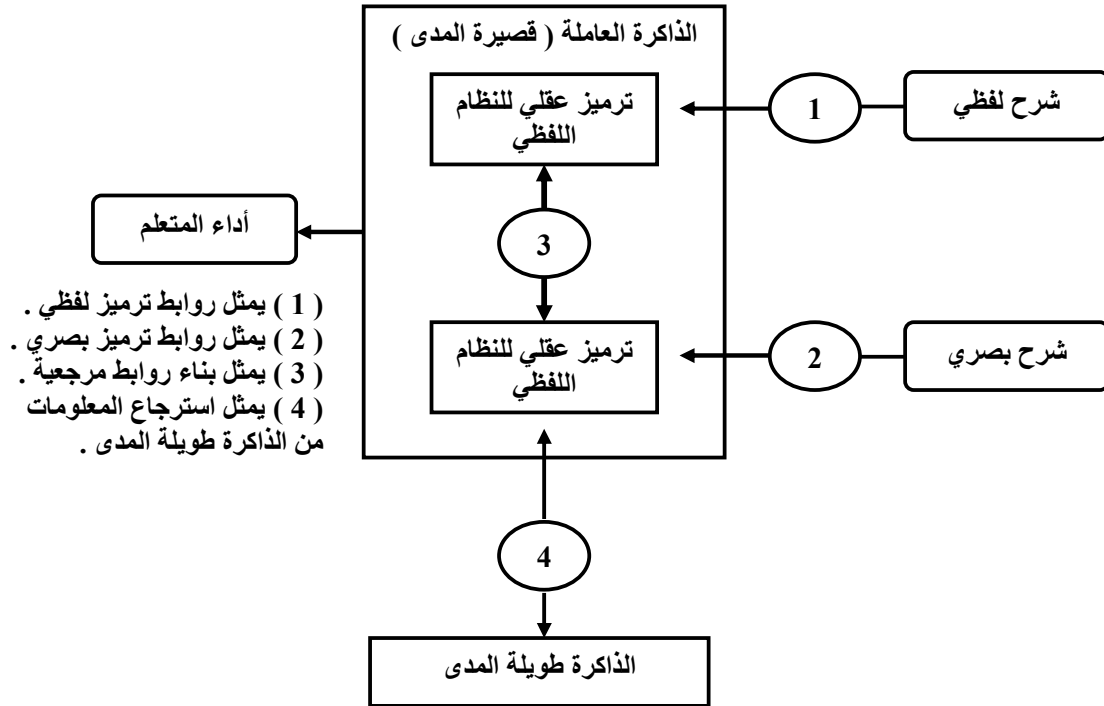 الذاكرة العاملة ( قصيرة المدى )
شرح لفظي
1
ترميز عقلي للنظام
اللفظي
3
أداء المتعلم
شرح بصري
2
ترميز عقلي للنظام
اللفظي
( 1 ) يمثل روابط ترميز لفظي .
( 2 ) يمثل روابط ترميز بصري .
( 3 ) يمثل بناء روابط مرجعية .
( 4 ) يمثل استرجاع المعلومات
من الذاكرة طويلة المدى .
4
الذاكرة طويلة المدى